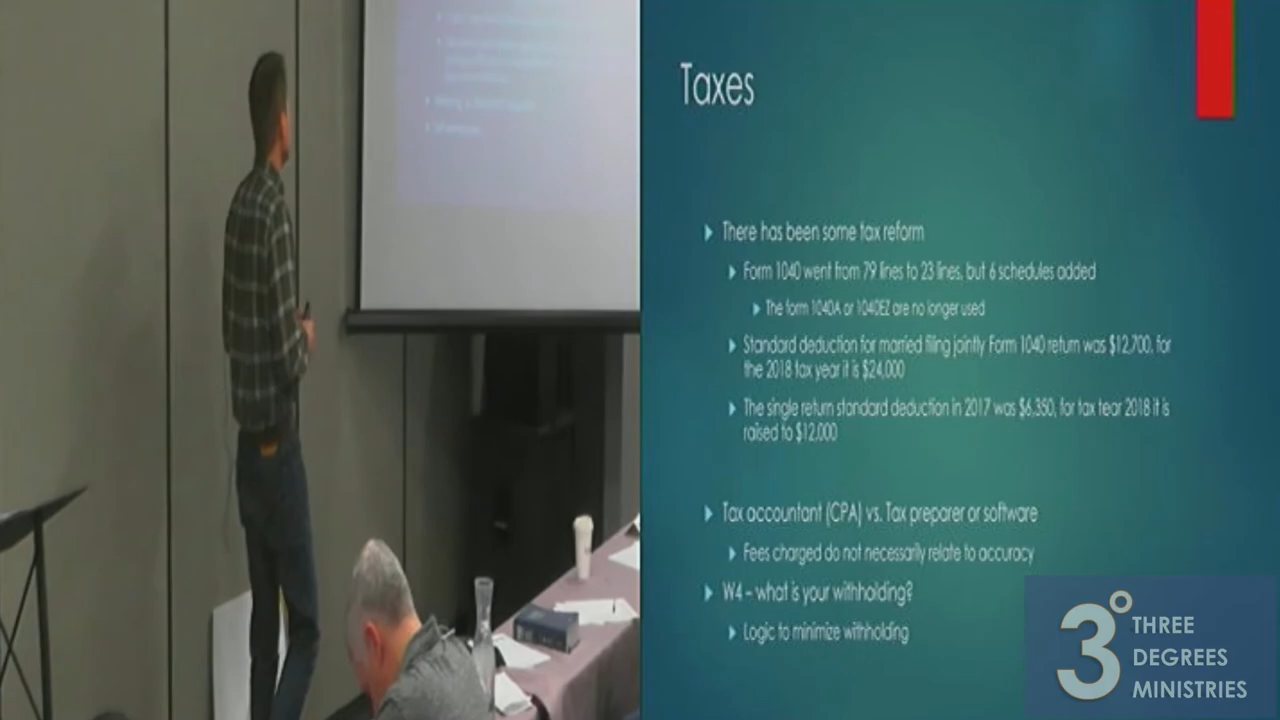 Taxes
There has been some tax reform
Form 1040 went from 79 lines to 23 lines, but 6 schedules added
The form 1040A or 1040EZ are no longer used
Standard deduction for married filing jointly Form 1040 return was $12,700, for
the 2018 tax year it is $24,000
The single return standard deduction in 2017 was $6,350, for tax tear 2018 it is
raised to $12,000
Tax accountant (CPA) vs. Tax preparer or software
Fees charged do not necessarily relate to accuracy
W4 – what is your withholding?
Logic to minimize withholding
3° THREE
DEGREES
MINISTRIES